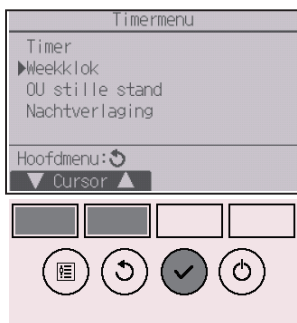 Timermenu
Timer
▶Weekklok
OU stille stand
Nachtverlaging
Hoofdmenu:
▼ Cursor ▲